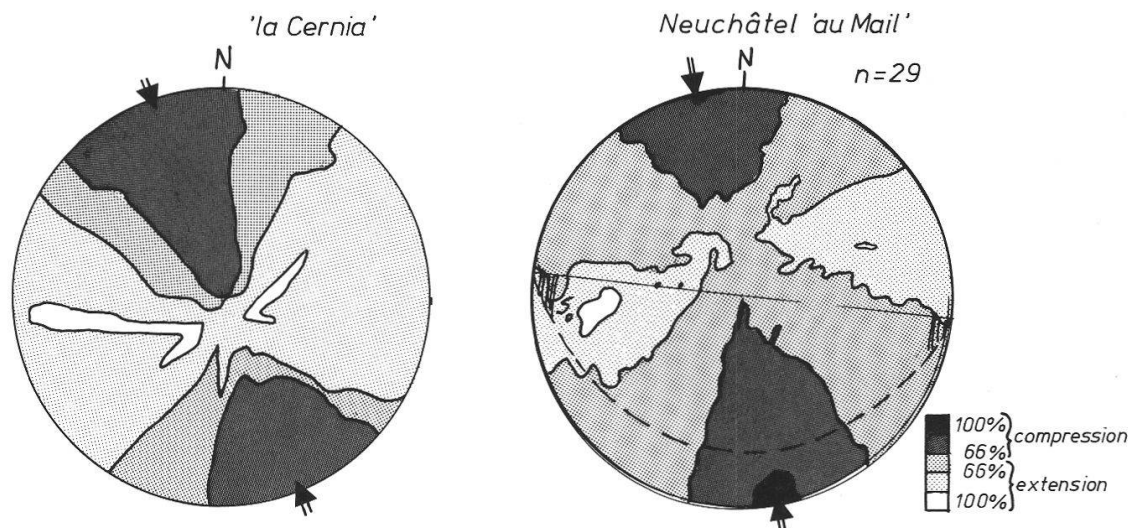 'la Cernia'
N
Neuchâtel 'au Mail'
N
n=29
100%
compression
66%
66%
extension
100%